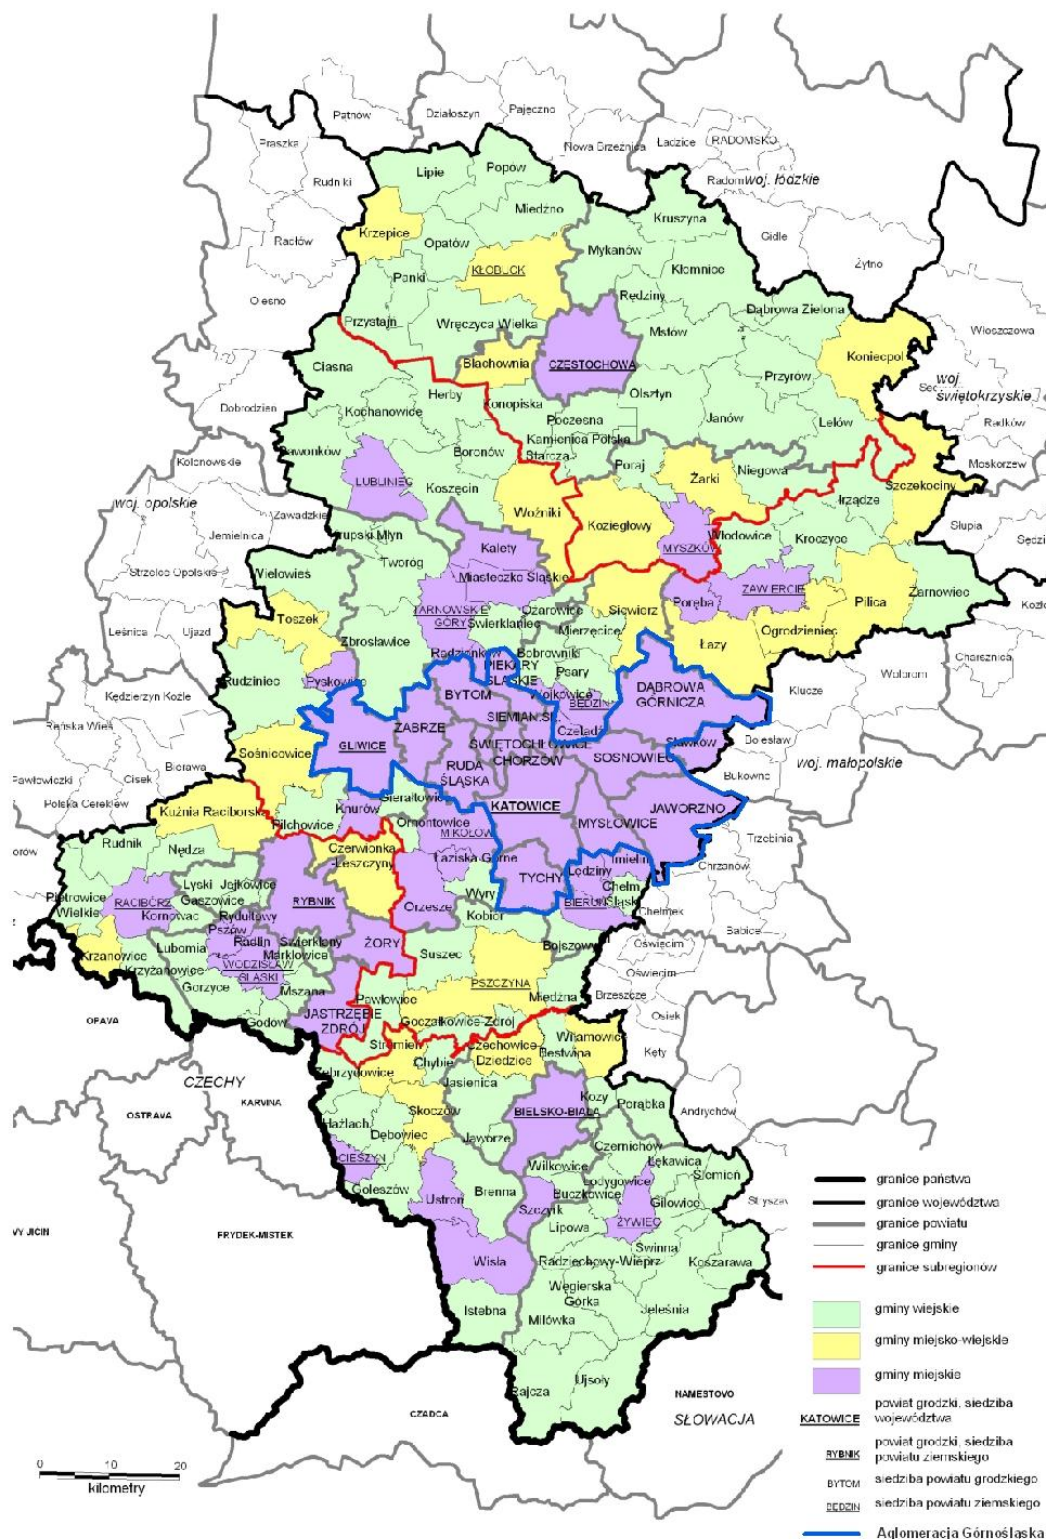 Pątnów
Działoszyn
Pajęczno
Praszka
Nowa Brzeźnica
Ładzice
RADOMSKO
Rudniki
Lipie
Popów
Radom
woj. łódzkie
Miedźno
Kruszyna
Krzepice
Radłów
Opatów
Mykanów
Gidle
Żytno
KŁOBUCK
Kłomnice
Panki
Rędziny
Olesno
Dąbrowa Zielona
Przystajń
Wręczyca Wielka
Mstów
Włoszczowa
Koniecpol
Ciasna
Blachownia
CZĘSTOCHOWA
Przyrów
woj.
świętokrzyskie
Dobrodzien
Herby
Konopiska
Olsztyn
Kochanowice
Poczesna
Janów
Lelów
Radków
Kamienica Polska
Pawonków
Boronów
Starcza
Kolonowskie
Poraj
Niegowa
Moskorzew
LUBLINIEC
Koszęcin
Żarki
Szczekociny
woj. opolskie
Zawadzkie
Woźniki
Koziegłowy
Irządze
Jemielnica
Krupski Młyn
Kalety
MYSZKÓW
Włodowice
Kroczyce
Słupia
Tworóg
Strzelce Opolskie
Wielowieś
Miasteczko Śląskie
ZAWIERCIE
Żarnowiec
Toszek
TARNOWSKIE
GÓRY
Ożarowice
Siewierz
Poręba
Pilica
Leśnica
Ujazd
Świerklaniec
Mierzęcice
Zbrosławice
Ogrodzieniec
Łazy
Radzionków
Bobrowniki
Charsznica
PIEKARY
ŚLĄSKIE
Psary
Rudziniec
Pyskowice
Wojkowice
Kędzierzyn Koźle
BYTOM
BĘDZIN
DĄBROWA
GÓRNICZA
Klucze
Wolbrom
Reńska Wieś
SIEMIAN.ŚL.
ZABRZE
Czeladź
GLIWICE
ŚWIĘTOCHŁOWICE
Sławków
Bolesław
Sośnicowice
CHORZÓW
SOSNOWIEC
woj. małopolskie
Bierawa
RUDA
ŚLĄSKA
Pawłowiczki
Cisek
Bukowno
Polska Cerekiew
Gierałtowice
KATOWICE
JAWORZNO
Kuźnia Raciborska
Knurów
Pilchowice
Ornontowice
MYSŁOWICE
MIKOŁÓW
Trzebinia
Rudnik
Nędza
Czerwionka
Leszczyny
Łaziska Górne
Imielin
Chrzanów
Lędziny
TYCHY
Lyski
Jejkowice
Chełm
Śląski
Pietrowice
Wielkie
RACIBÓRZ
Gaszowice
RYBNIK
Orzesze
Wyry
BIERUŃ
Kornowac
Rydułtowy
Kobiór
Chełmek
Pszów
Babice
Lubomia
Radlin
Świerklany
ŻORY
Bojszowy
Oświęcim
Krzanowice
Marklowice
Suszec
Krzyżanowice
WODZISŁAW
ŚLĄSKI
Oświęcim
Gorzyce
Mszana
PSZCZYNA
Brzeszcze
Pawłowice
Miedźna
JASTRZĘBIE
ZDRÓJ
Osiek
OPAVA
Godów
Goczałkowice-Zdrój
Wilamowice
Strumień
Czechowice
Dziedzice
Bestwina
Kęty
Zebrzydowice
Chybie
CZECHY
Jasienica
KARVINA
Kozy
OSTRAVA
Skoczów
BIELSKO-BIAŁA
Porąbka
Andrychów
Hażlach
Dębowiec
Jaworze
Czernichów
CIESZYN
Wilkowice
Łękawica
Ślemień
Goleszów
Brenna
Łodygowice
Ustroń
Buczkowice
Gilowice
Szczyrk
ŻYWIEC
Lipowa
VY JICIN
FRYDEK-MISTEK
Świnna
Wisła
Radziechowy-Wieprz
Koszarawa
Węgierska
Górka
Istebna
Jeleśnia
Milówka
Rajcza
Ujsoły
NAMESTOVO
CZADCA
SŁOWACJA
granice państwa
granice województwa
granice powiatu
granice gminy
granice subregionów
gminy wiejskie
gminy miejsko-wiejskie
gminy miejskie
KATOWICE
powiat grodzki, siedziba
województwa
RYBNIK
powiat grodzki, siedziba
powiatu ziemskiego
BYTOM
siedziba powiatu grodzkiego
BĘDZIN
siedziba powiatu ziemskiego
Aglomeracja Górnośląska
0 10 20
kilometry